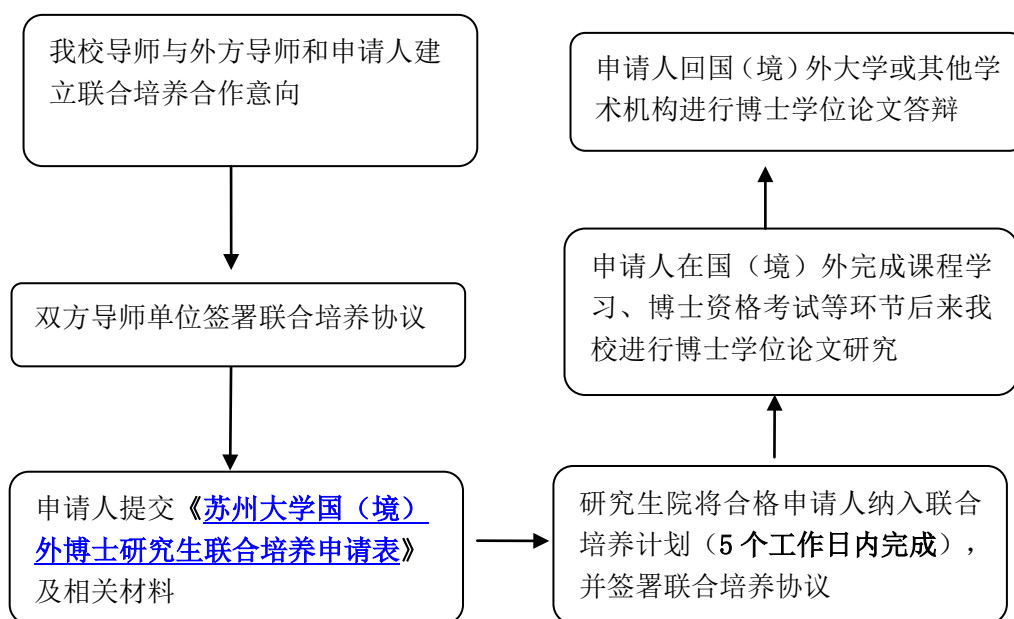 我校导师与外方导师和申请人建
立联合培养合作意向
双方导师单位签署联合培养协议
申请人提交《苏州大学国（境）
外博士研究生联合培养申请表》
及相关材料
研究生院将合格申请人纳入联合
培养计划（5 个工作日内完成），
并签署联合培养协议
申请人在国（境）外完成课程学
习、博士资格考试等环节后来我
校进行博士学位论文研究
申请人回国（境）外大学或其他学
术机构进行博士学位论文答辩